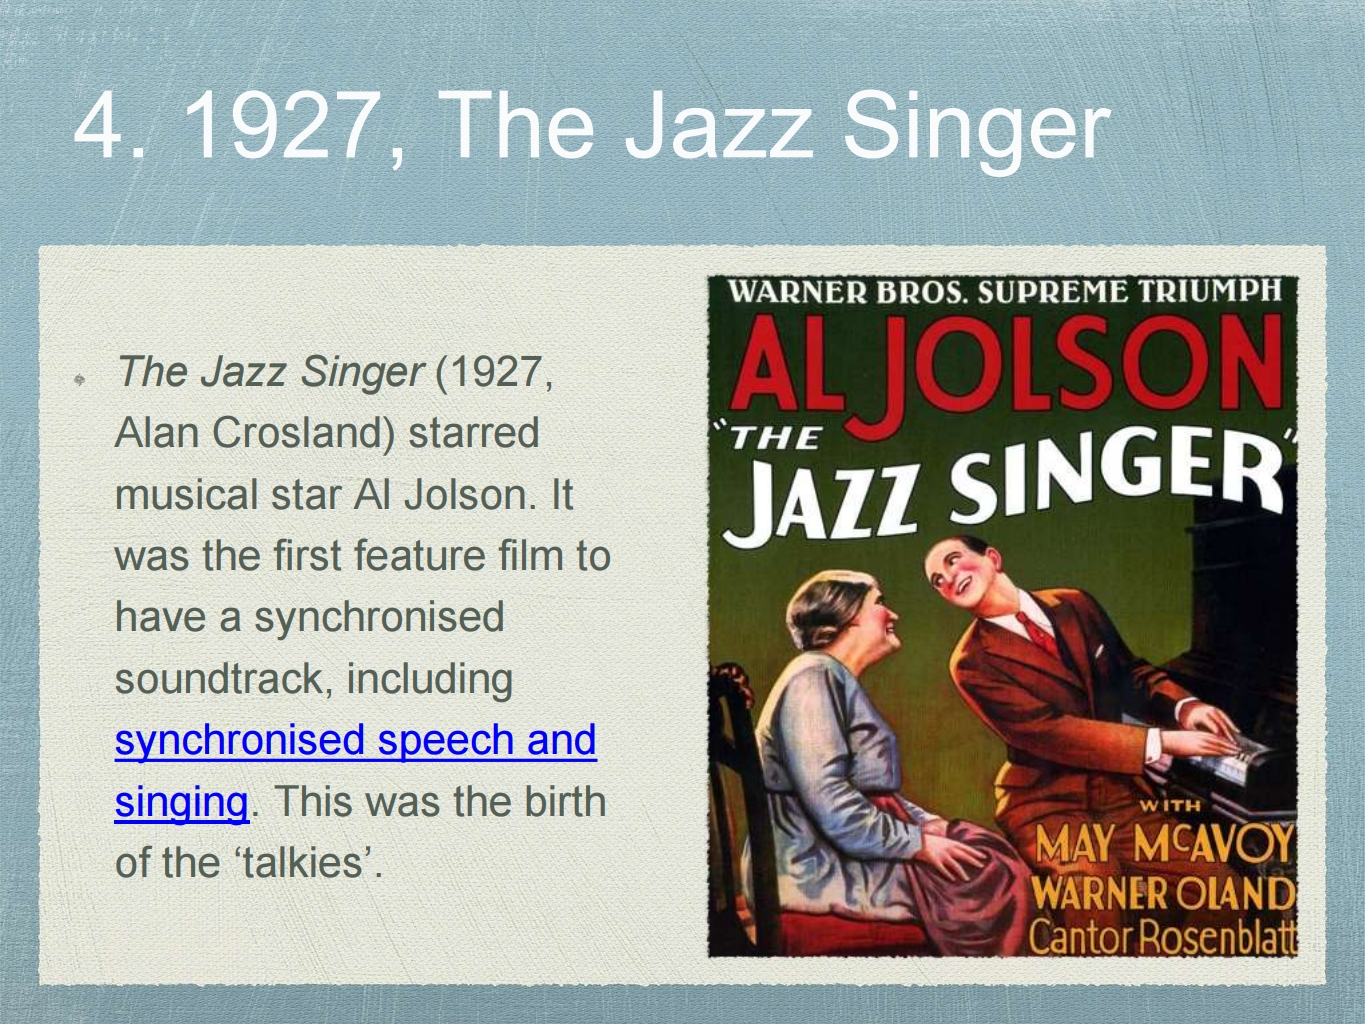 4. 1927, The Jazz Singer
The Jazz Singer (1927,
Alan Crosland) starred
musical star Al Jolson. It
was the first feature film to
have a synchronised
soundtrack, including
synchronised speech and
singing. This was the birth
of the ‘talkies’.
WARNER BROS. SUPREME TRIUMPH
AL JOLSON
"THE
JAZZ SINGER"
WITH
MAY McAVOY
WARNER OLAND
Cantor Rosenblatt